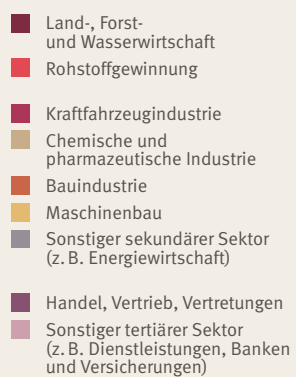 Land-, Forst-
und Wasserwirtschaft
Rohstoffgewinnung
Kraftfahrzeugindustrie
Chemische und
pharmazeutische Industrie
Bauindustrie
Maschinenbau
Sonstiger sekundärer Sektor
(z. B. Energiewirtschaft)
Handel, Vertrieb, Vertretungen
Sonstiger tertiärer Sektor
(z. B. Dienstleistungen, Banken
und Versicherungen)